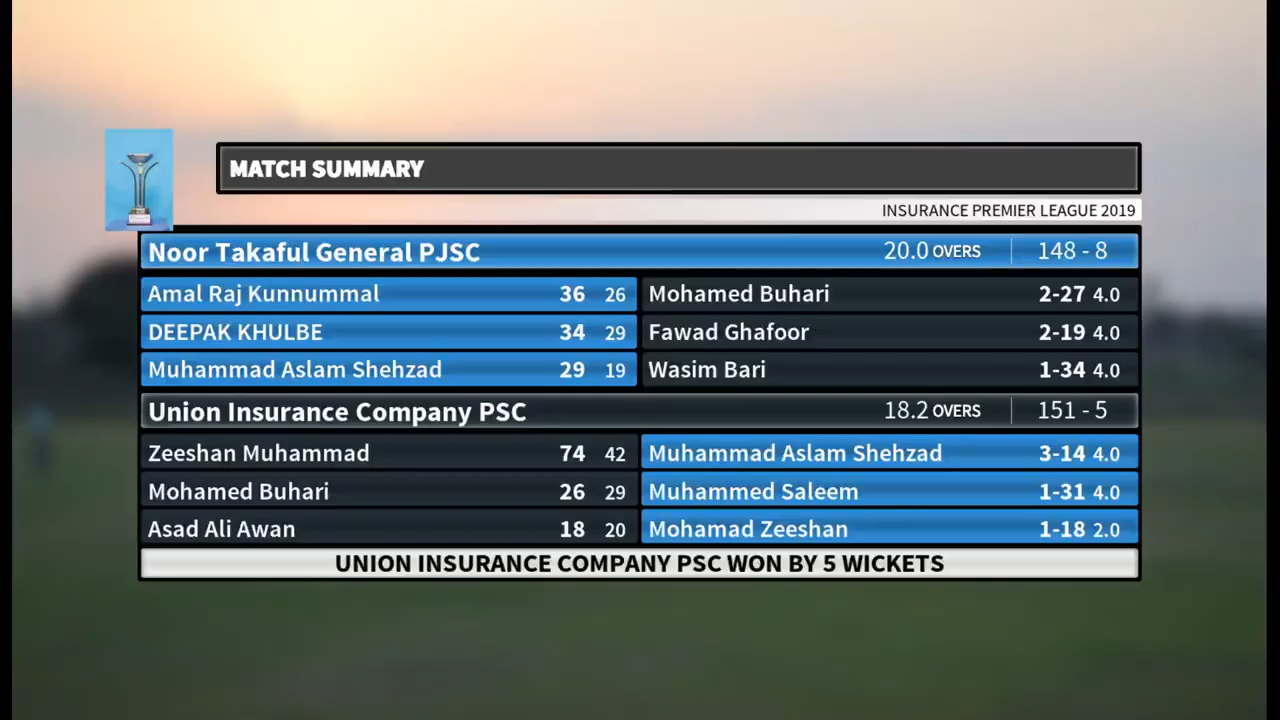 MATCH SUMMARY
INSURANCE PREMIER LEAGUE 2019
Noor Takaful General PJSC 20.0 OVERS 148 - 8
Amal Raj Kunnummal 36 26 Mohamed Buhari 2-27 4.0
DEEPAK KHULBE 34 29 Fawad Ghafoor 2-19 4.0
Muhammad Aslam Shehzad 29 19 Wasim Bari 1-34 4.0
Union Insurance Company PSC 18.2 OVERS 151 - 5
Zeeshan Muhammad 74 42 Muhammad Aslam Shehzad 3-14 4.0
Mohamed Buhari 26 29 Muhammed Saleem 1-31 4.0
Asad Ali Awan 18 20 Mohamad Zeeshan 1-18 2.0
UNION INSURANCE COMPANY PSC WON BY 5 WICKETS